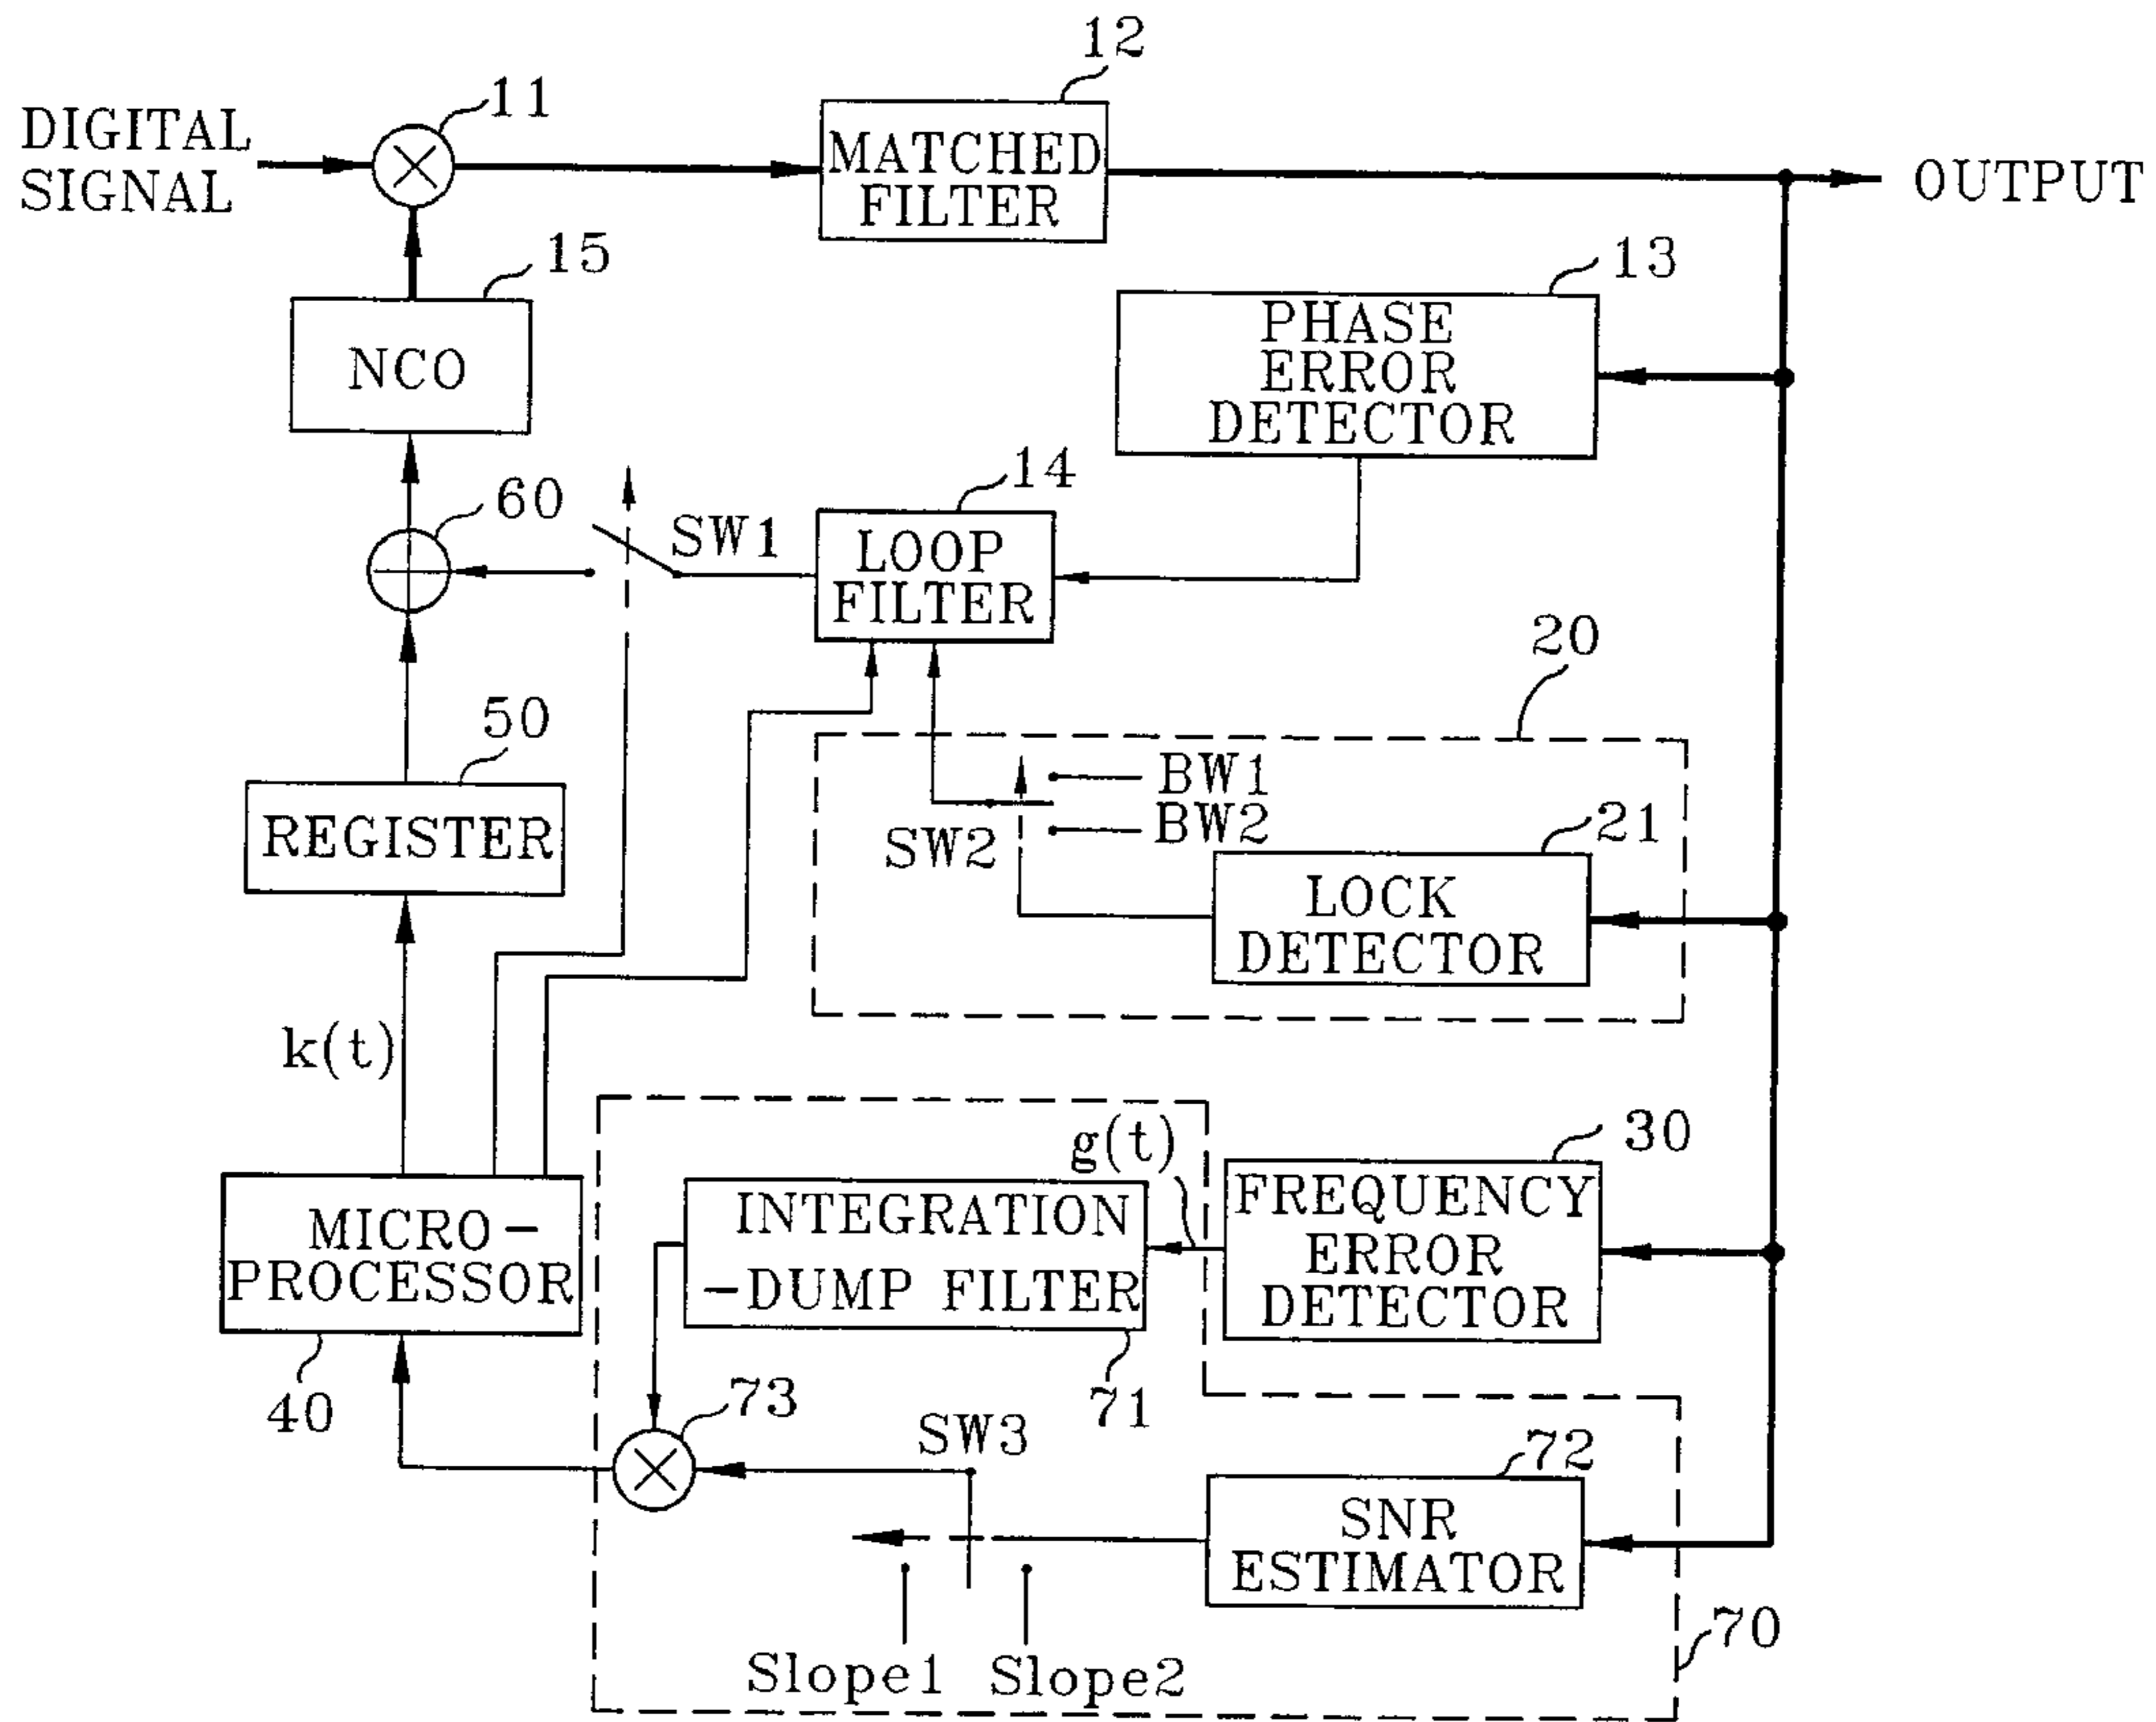 12
11
DIGITAL
SIGNAL
MATCHED
FILTER
OUTPUT
15
13
NCO
PHASE
ERROR
DETECTOR
14
60
SW1
LOOP
FILTER
20
50
BW1
BW2
SW2
21
REGISTER
LOCK
DETECTOR
k(t)
30
g(t)
FREQUENCY
ERROR
DETECTOR
INTEGRATION
-DUMP FILTER
MICRO-
PROCESSOR
40
73
71
SW3
72
SNR
ESTIMATOR
70
Slope1
Slope2